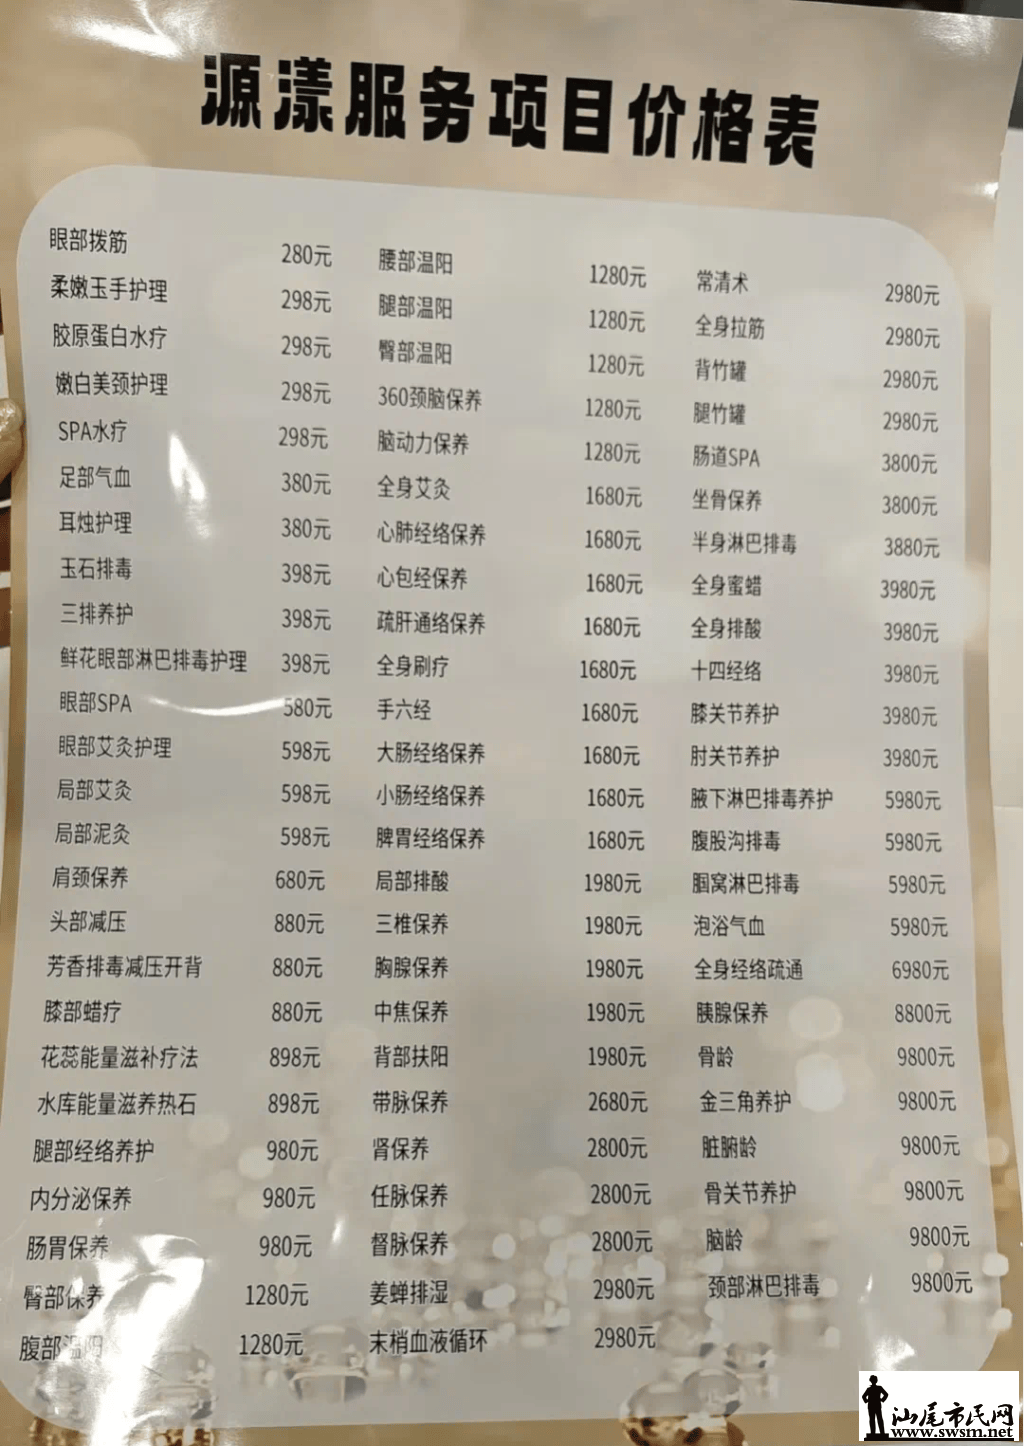 源漾服务项目价格表
眼部拨筋 280元
柔嫩玉手护理 298元
胶原蛋白水疗 298元
嫩白美颈护理 298元
SPA水疗 298元
足部气血 380元
耳烛护理 380元
玉石排毒 398元
三排养护 398元
鲜花眼部淋巴排毒护理 398元
眼部SPA 580元
眼部艾灸护理 598元
局部艾灸 598元
局部泥灸 598元
肩颈保养 680元
头部减压 880元
芳香排毒减压开背 880元
膝部蜡疗 880元
花蕊能量滋补疗法 898元
水库能量滋养热石 898元
腿部经络养护 980元
内分泌保养 980元
肠胃保养 980元
臀部保养 1280元
腹部温阳 1280元
腰部温阳 1280元
腿部温阳 1280元
臀部温阳 1280元
360颈脑保养 1280元
脑动力保养 1280元
全身艾灸 1680元
心肺经络保养 1680元
心包经保养 1680元
疏肝通络保养 1680元
全身刷疗 1680元
手六经 1680元
大肠经络保养 1680元
小肠经络保养 1680元
脾胃经络保养 1680元
局部排酸 1980元
三椎保养 1980元
胸腺保养 1980元
中焦保养 1980元
背部扶阳 1980元
带脉保养 2680元
肾保养 2800元
任脉保养 2800元
督脉保养 2800元
姜蝉排湿 2980元
末梢血液循环 2980元
常清术 2980元
全身拉筋 2980元
背竹罐 2980元
腿竹罐 2980元
肠道SPA 3800元
坐骨保养 3800元
半身淋巴排毒 3880元
全身蜜蜡 3980元
全身排酸 3980元
十四经络 3980元
膝关节养护 3980元
肘关节养护 3980元
腋下淋巴排毒养护 5980元
腹股沟排毒 5980元
腘窝淋巴排毒 5980元
泡浴气血 5980元
全身经络疏通 6980元
胰腺保养 8800元
骨龄 9800元
金三角养护 9800元
脏腑龄 9800元
骨关节养护 9800元
脑龄 9800元
颈部淋巴排毒 9800元
汕尾市民网
www.swsm.net